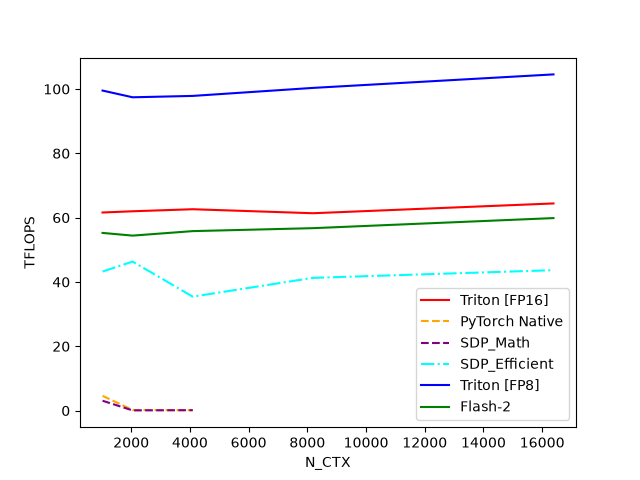 100
80
60
40
20
0
TFLOPS
Triton [FP16]
PyTorch Native
SDP_Math
SDP_Efficient
Triton [FP8]
Flash-2
2000 4000 6000 8000 10000 12000 14000 16000
N_CTX